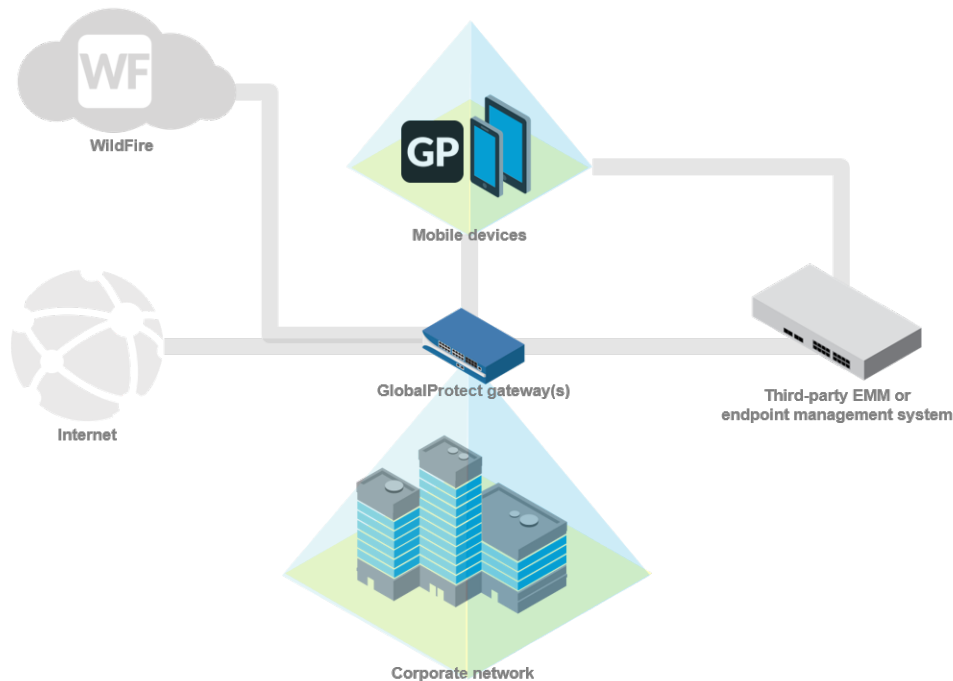 WF
WildFire
GP
Mobile devices
GlobalProtect gateway(s)
Third-party EMM or
endpoint management system
Internet
Corporate network